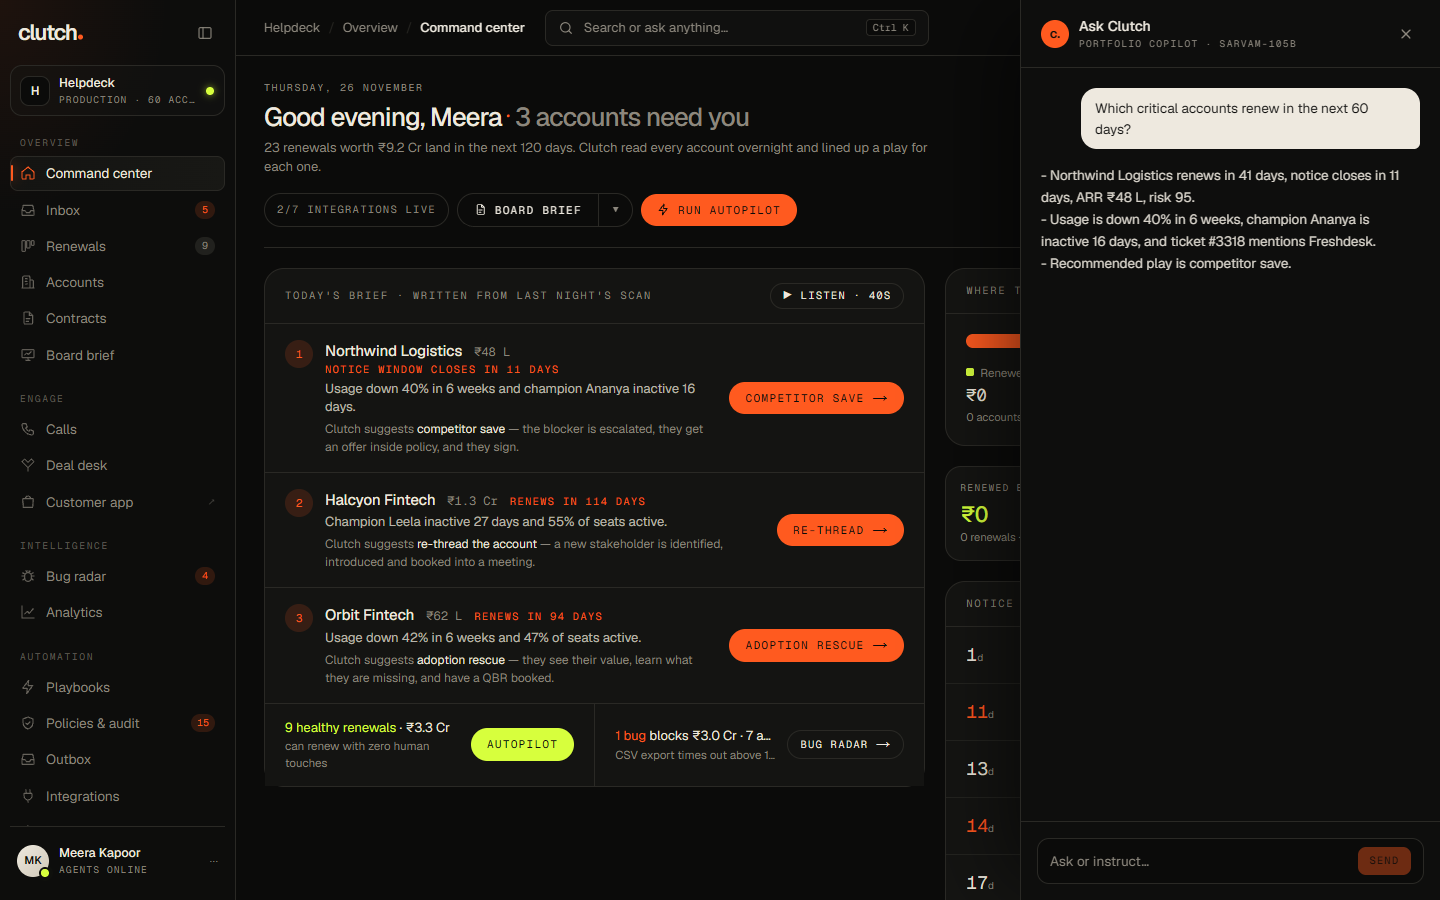 clutch.
H
Helpdeck
PRODUCTION · 60 ACC…
OVERVIEW
Command center
Inbox 5
Renewals 9
Accounts
Contracts
Board brief
ENGAGE
Calls
Deal desk
Customer app ↗
INTELLIGENCE
Bug radar 4
Analytics
AUTOMATION
Playbooks
Policies & audit 15
Outbox
Integrations
MK
Meera Kapoor
AGENTS ONLINE
…
Helpdeck / Overview / Command center
Search or ask anything… Ctrl K
THURSDAY, 26 NOVEMBER
Good evening, Meera · 3 accounts need you
23 renewals worth ₹9.2 Cr land in the next 120 days. Clutch read every account overnight and lined up a play for
each one.
2/7 INTEGRATIONS LIVE
BOARD BRIEF ▼
RUN AUTOPILOT
TODAY'S BRIEF · WRITTEN FROM LAST NIGHT'S SCAN
▶ LISTEN · 40S
1
Northwind Logistics ₹48 L
NOTICE WINDOW CLOSES IN 11 DAYS
Usage down 40% in 6 weeks and champion Ananya inactive 16
days.
Clutch suggests competitor save — the blocker is escalated, they get
an offer inside policy, and they sign.
COMPETITOR SAVE →
2
Halcyon Fintech ₹1.3 Cr RENEWS IN 114 DAYS
Champion Leela inactive 27 days and 55% of seats active.
Clutch suggests re-thread the account — a new stakeholder is identified,
introduced and booked into a meeting.
RE-THREAD →
3
Orbit Fintech ₹62 L RENEWS IN 94 DAYS
Usage down 42% in 6 weeks and 47% of seats active.
Clutch suggests adoption rescue — they see their value, learn what
they are missing, and have a QBR booked.
ADOPTION RESCUE →
9 healthy renewals · ₹3.3 Cr
can renew with zero human
touches
AUTOPILOT
1 bug blocks ₹3.0 Cr · 7 a…
CSV export times out above 1…
BUG RADAR →
WHERE T
Renewe
₹0
0 accounts
RENEWED
₹0
0 renewals
NOTICE
1d
11d
13d
14d
17d
C.
Ask Clutch
PORTFOLIO COPILOT · SARVAM-105B
Which critical accounts renew in the next 60
days?
- Northwind Logistics renews in 41 days, notice closes in 11
days, ARR ₹48 L, risk 95.
- Usage is down 40% in 6 weeks, champion Ananya is
inactive 16 days, and ticket #3318 mentions Freshdesk.
- Recommended play is competitor save.
Ask or instruct…
SEND